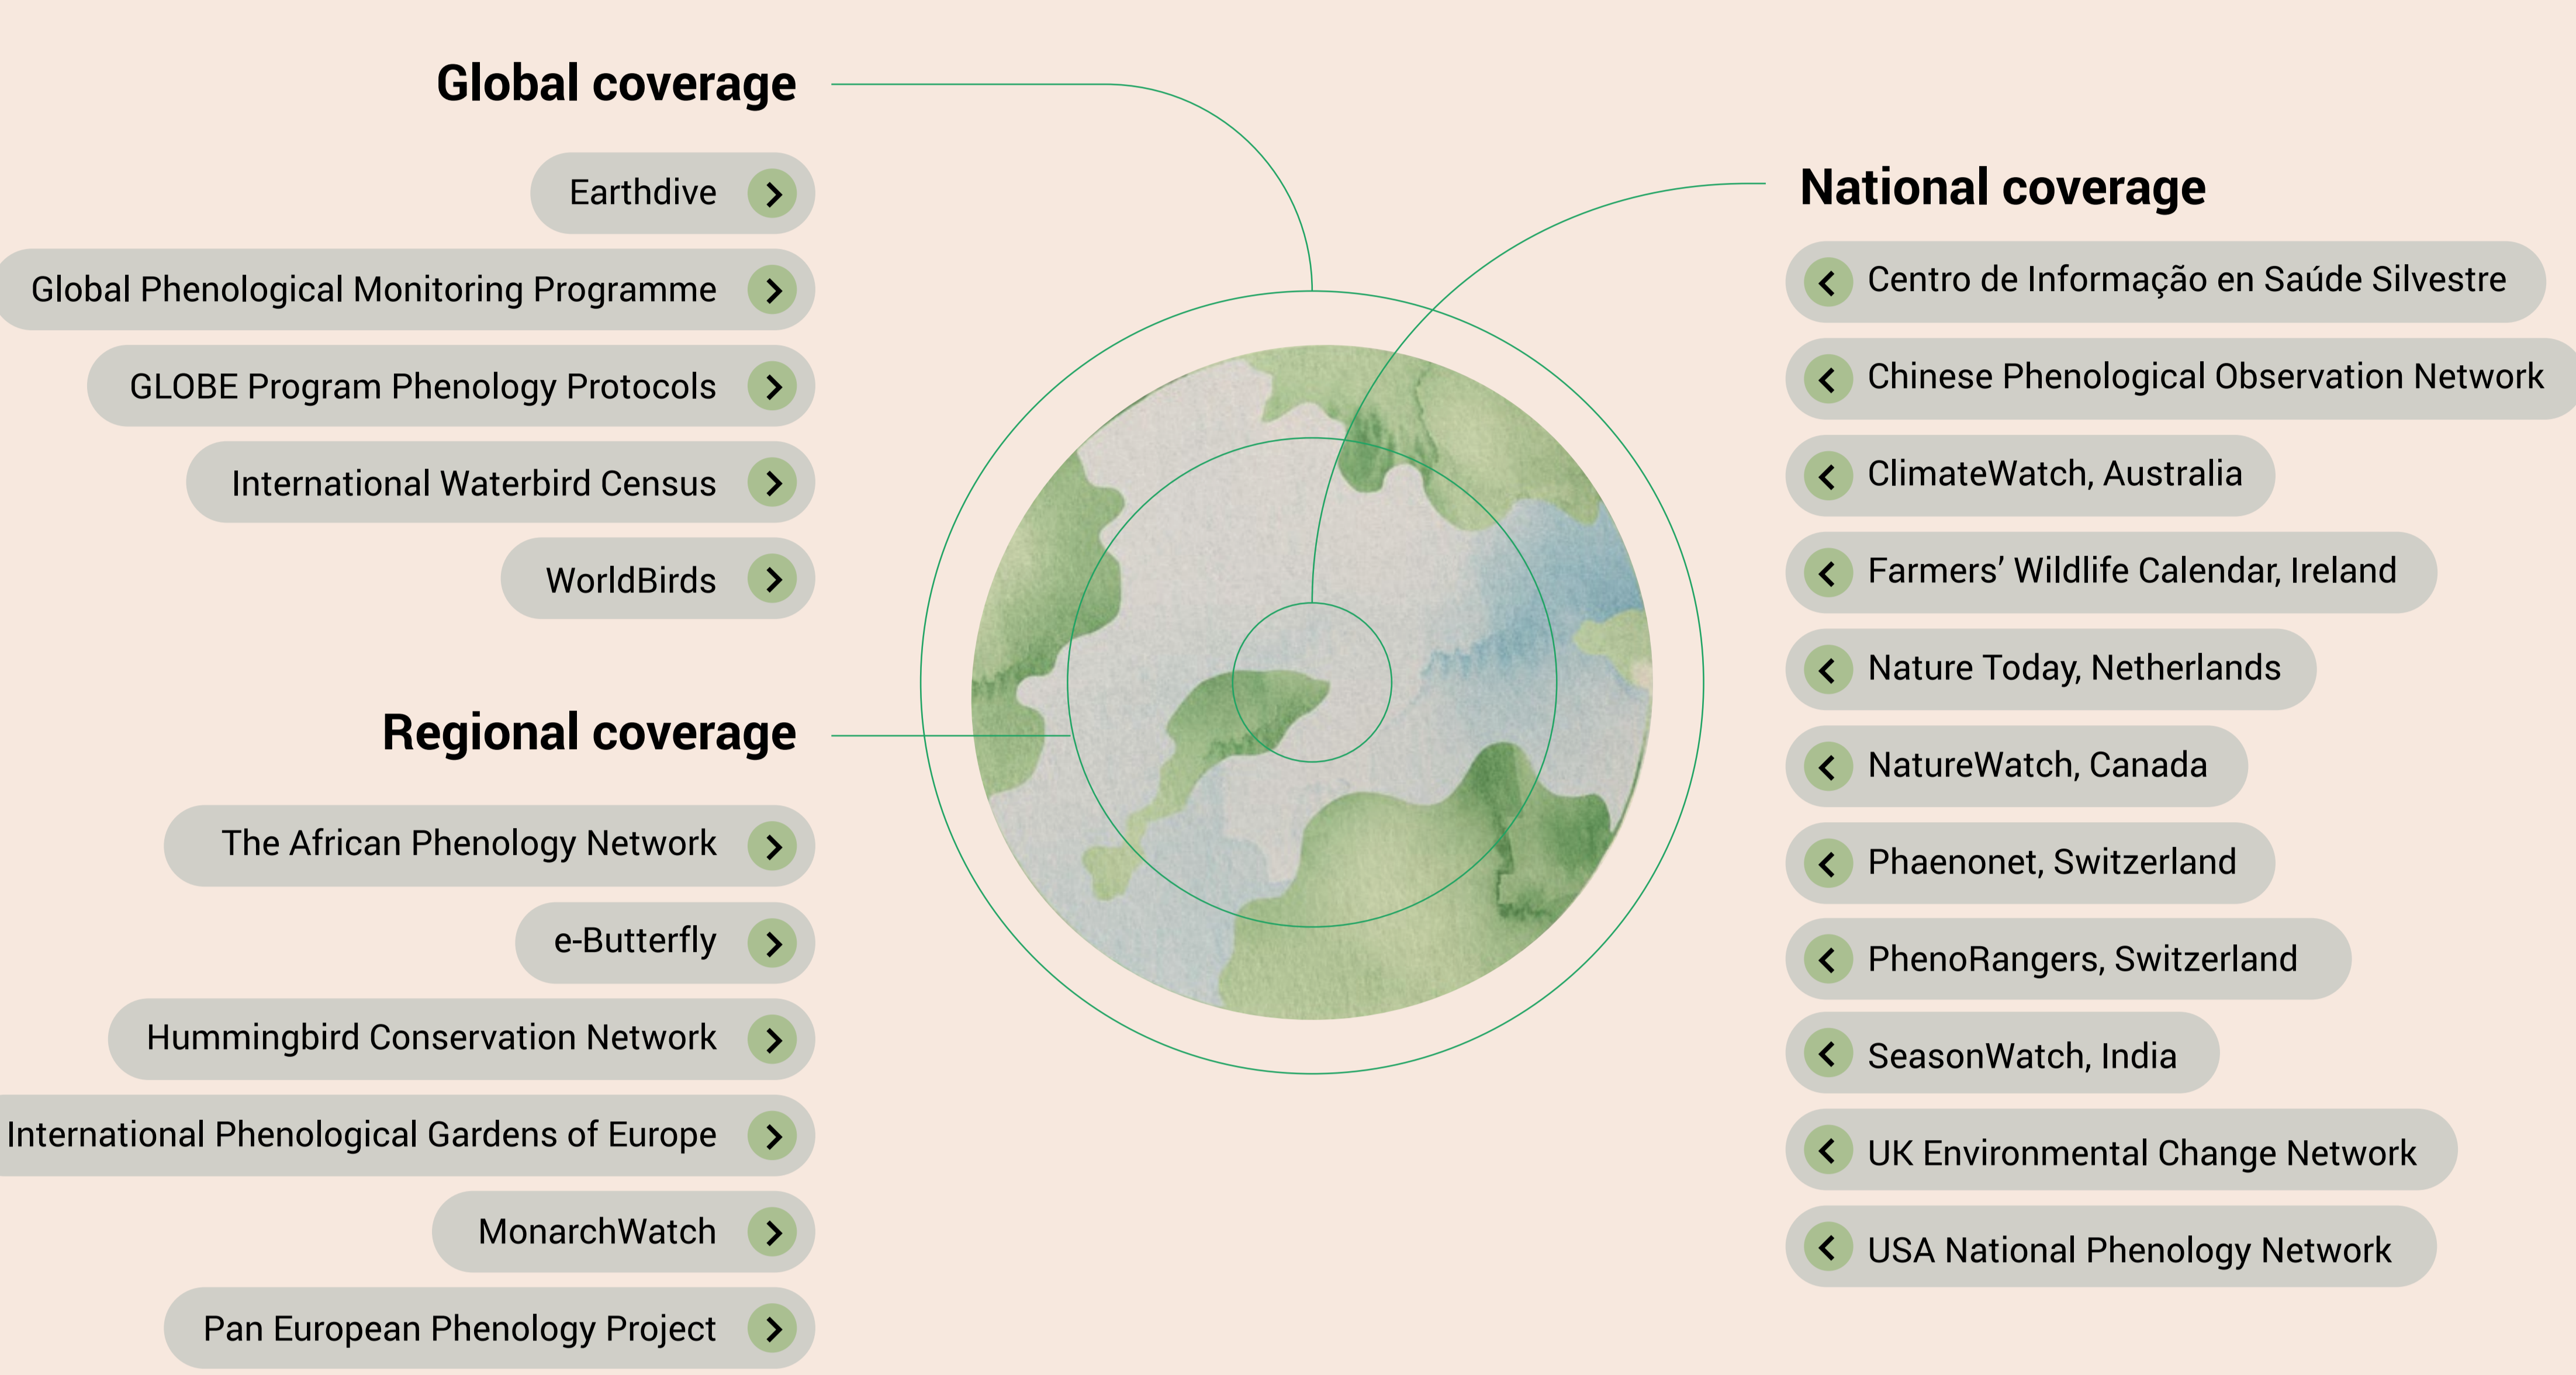 Global coverage
Earthdive
Global Phenological Monitoring Programme
GLOBE Program Phenology Protocols
International Waterbird Census
WorldBirds
Regional coverage
The African Phenology Network
e-Butterfly
Hummingbird Conservation Network
International Phenological Gardens of Europe
MonarchWatch
Pan European Phenology Project
National coverage
Centro de Informação en Saúde Silvestre
Chinese Phenological Observation Network
ClimateWatch, Australia
Farmers’ Wildlife Calendar, Ireland
Nature Today, Netherlands
NatureWatch, Canada
Phaenonet, Switzerland
PhenoRangers, Switzerland
SeasonWatch, India
UK Environmental Change Network
USA National Phenology Network